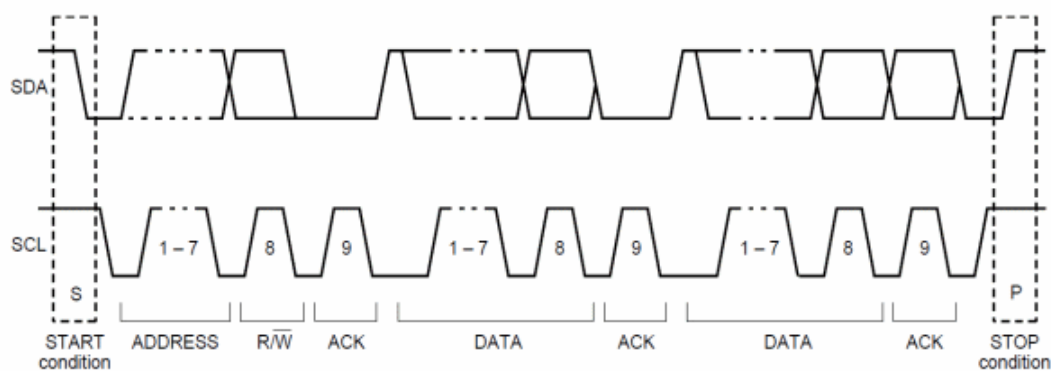 SDA
SCL
1 – 7
8
9
1 – 7
8
9
1 – 7
8
9
S
P
START
condition
ADDRESS
R/W̅
ACK
DATA
ACK
DATA
ACK
STOP
condition